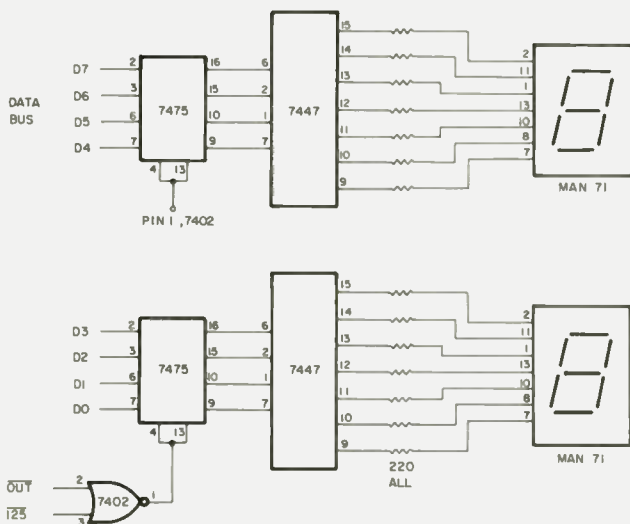 15
2
14
11
D7 2 16 6 13 1
DATA D6 3 7475 15 2 7447 12 13
BUS D5 6 10 1 11 10
D4 7 9 7 10 8
4 13 9 7
PIN 1, 7402
MAN 71
15
2
14
11
D3 2 16 6 13 1
D2 3 7475 15 2 7447 12 13
D1 6 10 1 11 10
D0 7 9 7 10 8
4 13 9 7
220
ALL
MAN 71
OUT 2 7402 1
125 3